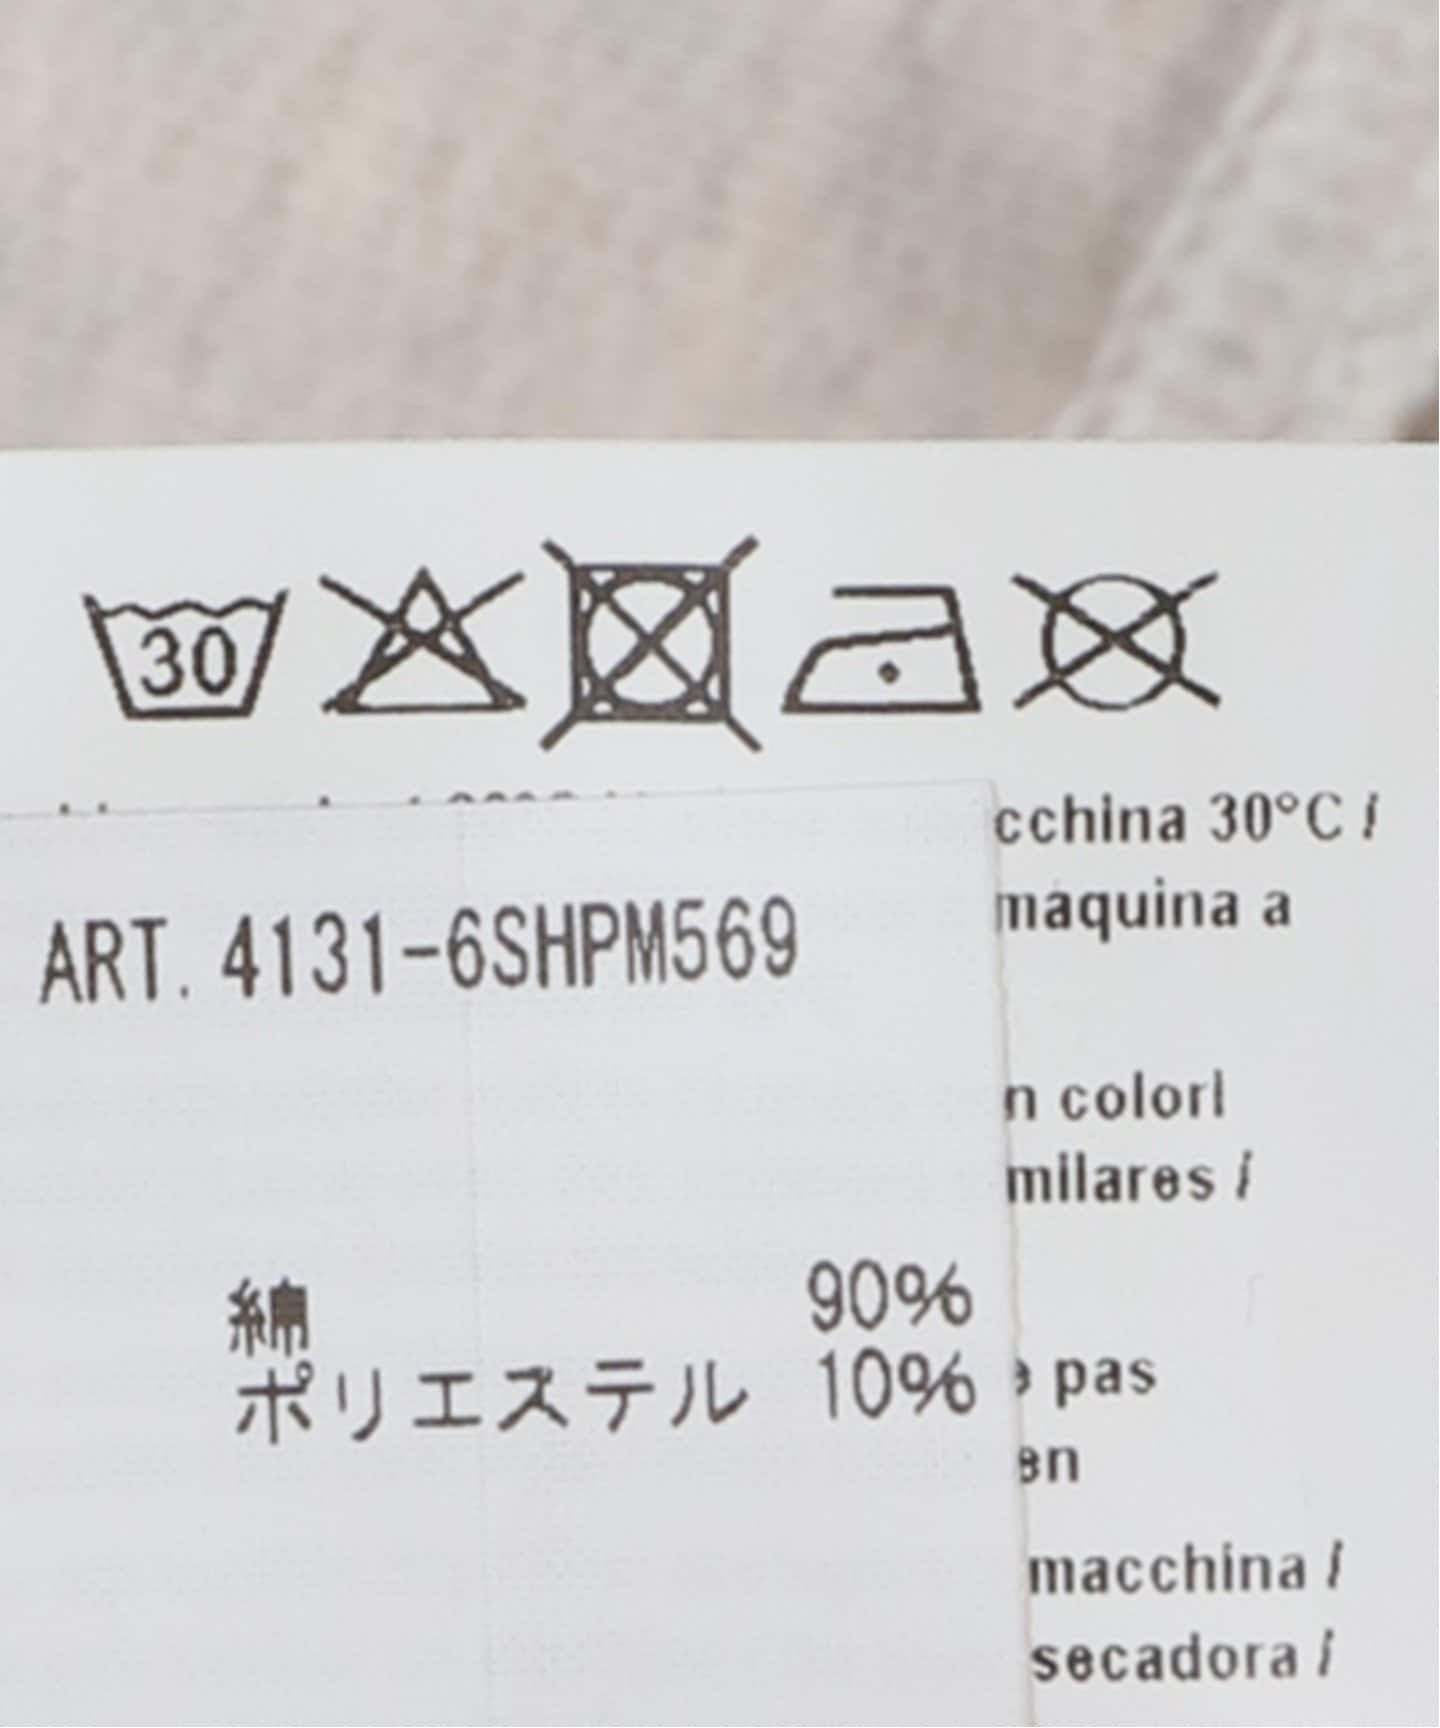 30
cchina 30°C /
maquina a
ART. 4131-6SHPM569
n colori
milares /
綿 90%
ポリエステル 10%
pas
en
macchina /
secadora /